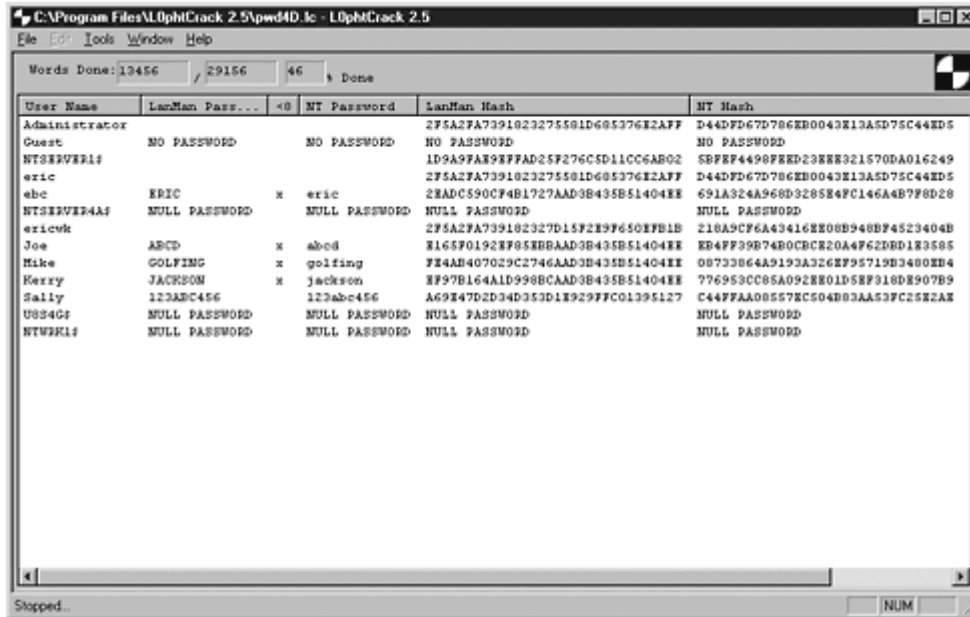 C:\Program Files\L0phtCrack 2.5\pwd4D.lc - L0phtCrack 2.5
File Edit Tools Window Help
Words Done: 13456 / 29156 46 % Done
User Name LanMan Pass... <8 NT Password LanMan Hash NT Hash
Administrator 2F5A2FA7391823275581D685376E2AFF D44DFD67D786EB0043E13A5D75C44ED5
Guest NO PASSWORD NO PASSWORD NO PASSWORD NO PASSWORD
NTSERVER1$ 1D9A9FAE9EFFAD25F276C5D11CC6AB02 5BFEF4498FEED23EEE321570DA016249
eric 2F5A2FA7391823275581D685376E2AFF D44DFD67D786EB0043E13A5D75C44ED5
ebc ERIC x eric 2EADC590CF4B1727AAD3B435B51404EE 691A324A968D3285E4FC146A4B7F8D28
NTSERVER4A$ NULL PASSWORD NULL PASSWORD NULL PASSWORD NULL PASSWORD
ericwk 2F5A2FA739182327D15F2E9F650EFB1B 218A9CF6A43416EE08B948BF4523404B
Joe ABCD x abcd E165F0192EF85EBBAAD3B435B51404EE EB4FF39B74B0CBCE20A4F62DBD1E3585
Mike GOLFING x golfing FE4AB407029C2746AAD3B435B51404EE 08733864A9193A326EF95719B3480EB4
Kerry JACKSON x jackson EF97B164A1D998BCAAD3B435B51404EE 776953CC85A092EE01D5EF318DE907B9
Sally 123ABC456 123abc456 A69E47D2D34D353D1E929FFC01395127 C44FFAA08557EC504B83AA53FC25E2AE
U8S4G$ NULL PASSWORD NULL PASSWORD NULL PASSWORD NULL PASSWORD
NTWRK1$ NULL PASSWORD NULL PASSWORD NULL PASSWORD NULL PASSWORD
Stopped... NUM